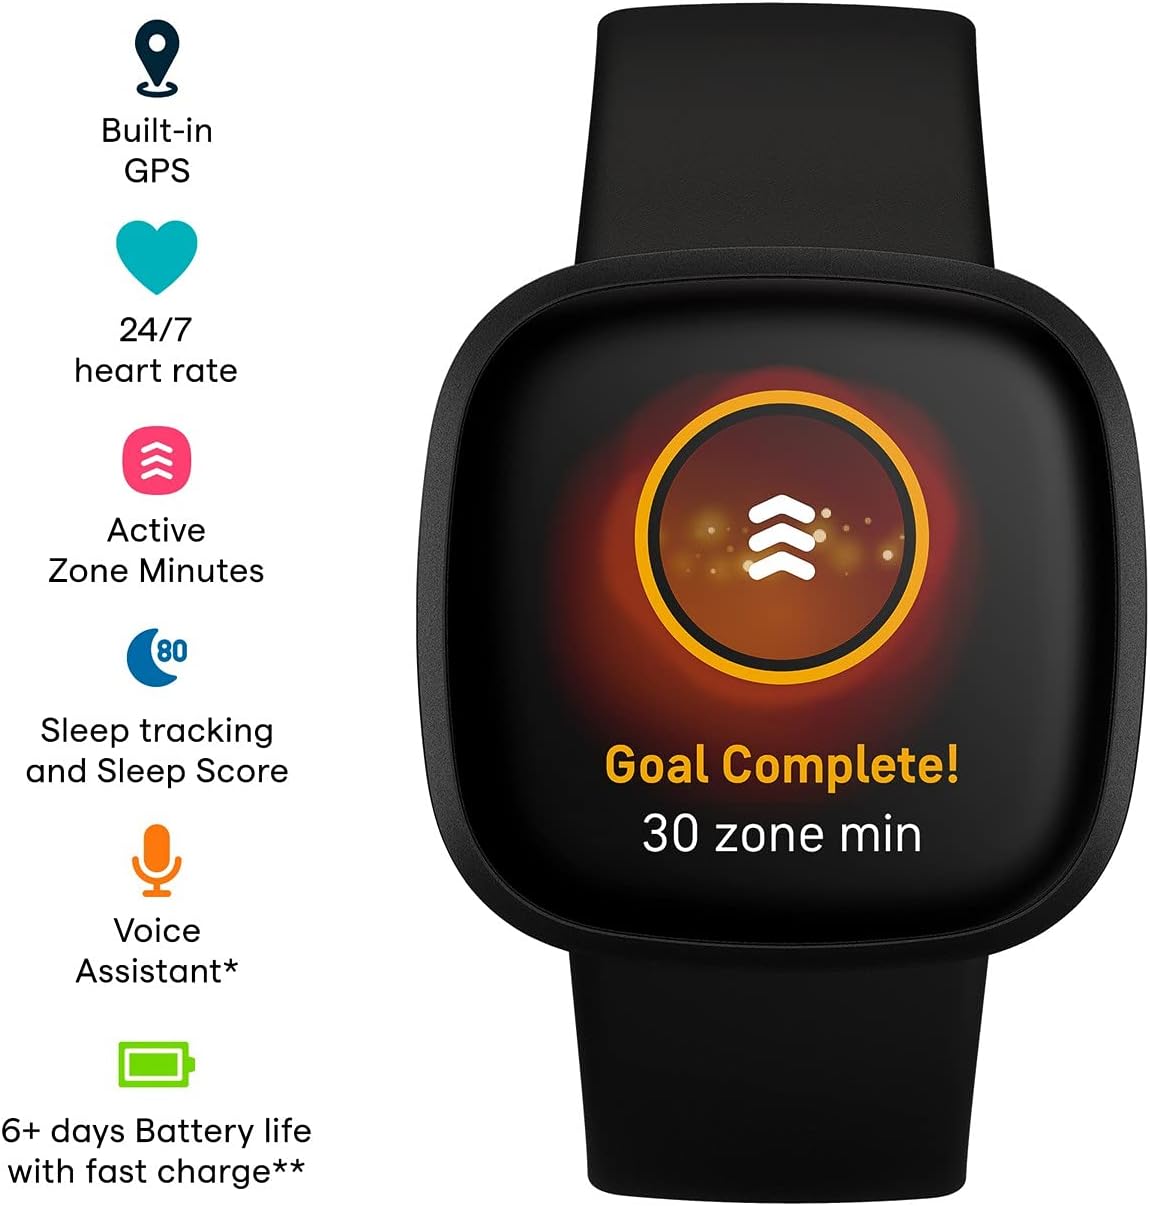 Built-in
GPS
24/7
heart rate
Active
Zone Minutes
80
Sleep tracking
and Sleep Score
Voice
Assistant*
6+ days Battery life
with fast charge**
Goal Complete!
30 zone min